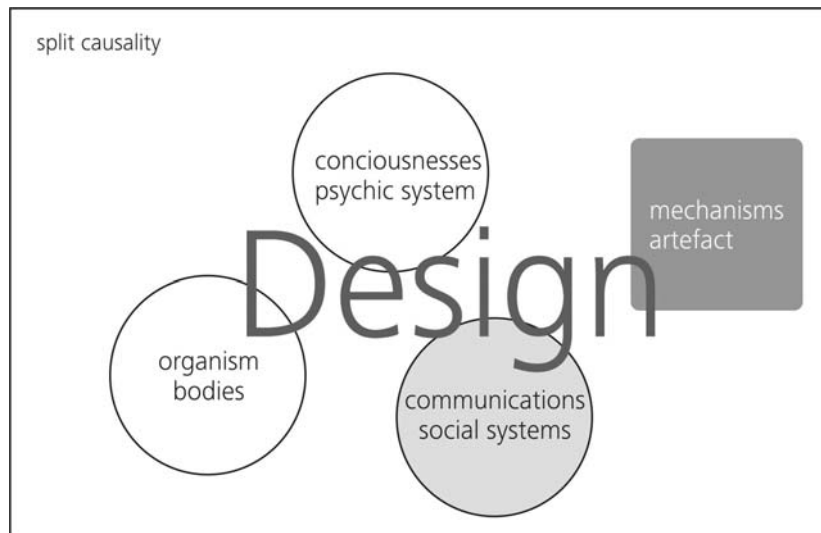 split causality
conciousnesses
psychic system
mechanisms
artefact
Design
organism
bodies
communications
social systems